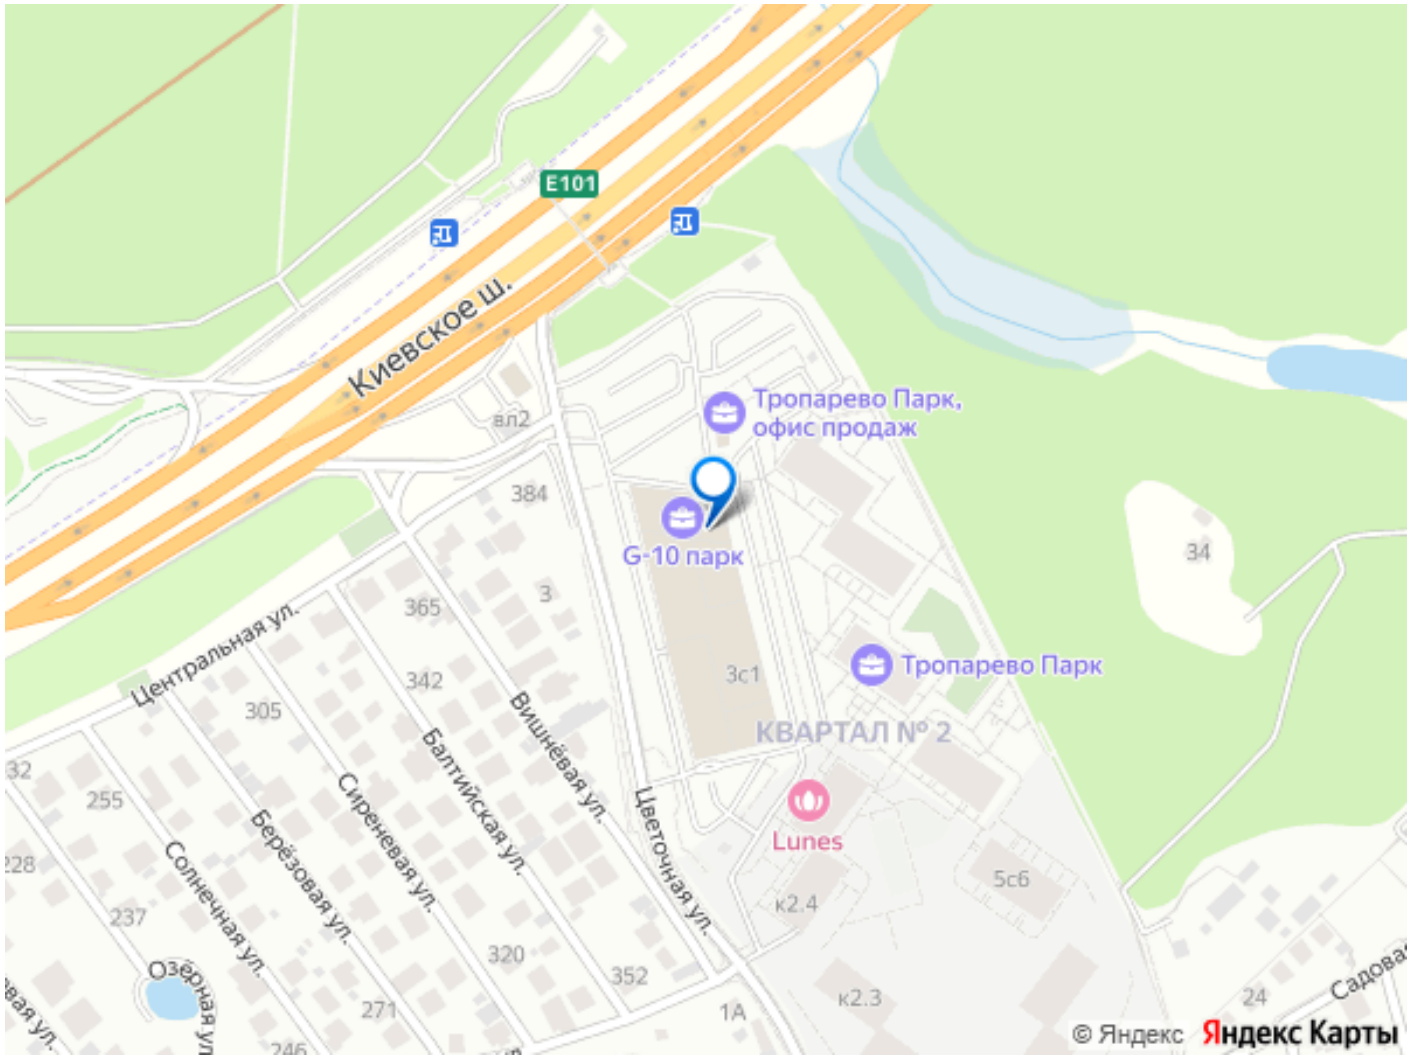 E101
Киевское ш.
Тропарево Парк,
офис продаж
вл2
384
G-10 парк
34
365
3
Центральная ул.
Тропарево Парк
342
3с1
305
Вишнёвая ул.
КВАРТАЛ № 2
Балтийская ул.
32
255
Сиреневая ул.
Цветочная ул.
Lunes
Берёзовая ул.
228
Солнечная ул.
5с6
237
к2.4
320
352
Озёрная ул.
Садовая
271
к2.3
24
1А
246
© Яндекс Яндекс Карты